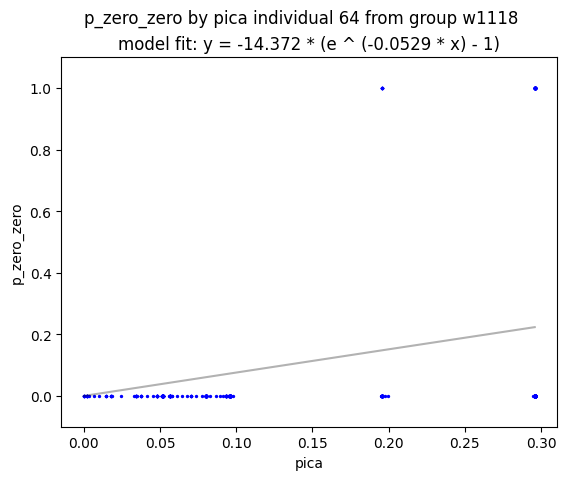 p_zero_zero by pica individual 64 from group w1118
model fit: y = -14.372 * (e ^ (-0.0529 * x) - 1)
1.0
0.8
0.6
0.4
0.2
0.0
p_zero_zero
0.00 0.05 0.10 0.15 0.20 0.25 0.30
pica